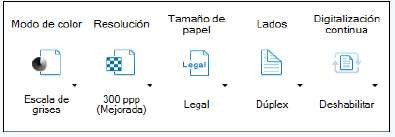 Modo de color
Resolución
Tamaño de
papel
Lados
Digitalización
continua
Legal
Escala de
grises
300 ppp
(Mejorada)
Legal
Dúplex
Deshabilitar